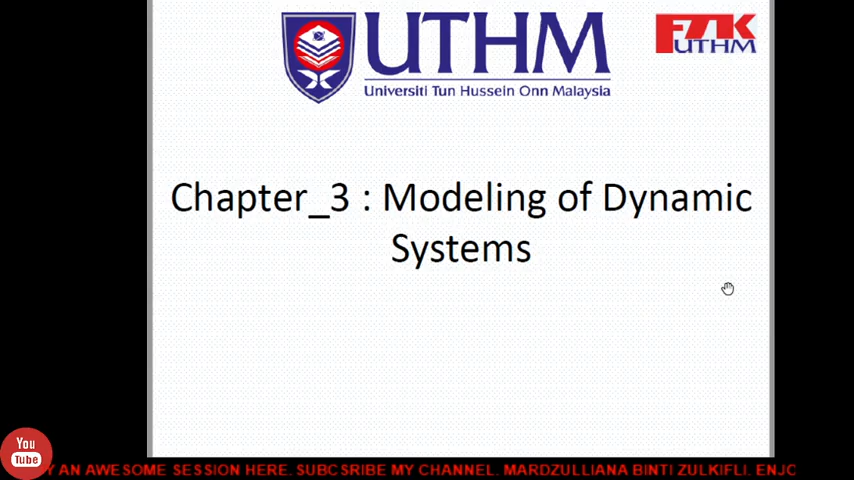 UTHM
Universiti Tun Hussein Onn Malaysia
FTK
UTHM
Chapter_3 : Modeling of Dynamic
Systems
You
Tube
Y AN AWESOME SESSION HERE. SUBCSRIBE MY CHANNEL. MARDZULLIANA BINTI ZULKIFLI. ENJO